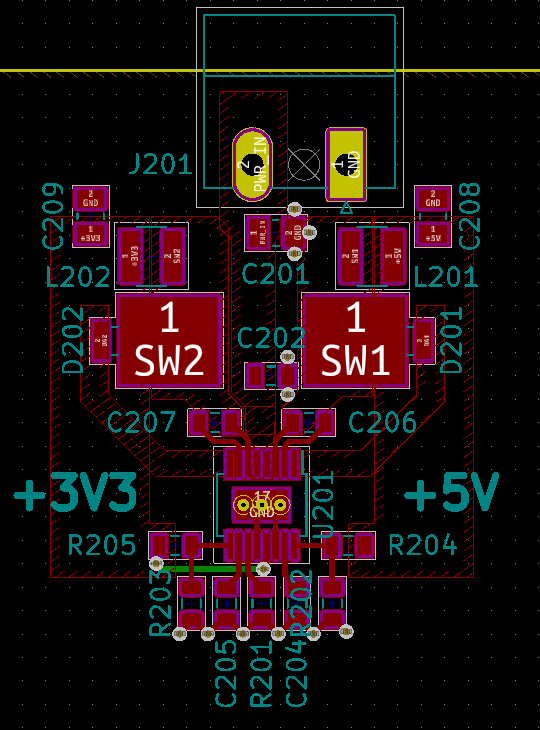 J201
2
PWR_IN
1
GND
C209
2
GND
1
+3V3
C208
2
GND
1
+5V
1
PWR_IN
2
GND
C201
L202
1
+3V3
2
SW2
L201
1
SW1
2
+5V
D202
1
SW2
C202
1
SW1
D201
C207
C206
+3V3
17
GND
U201
+5V
R205
R204
R203
R202
C205
R201
C204